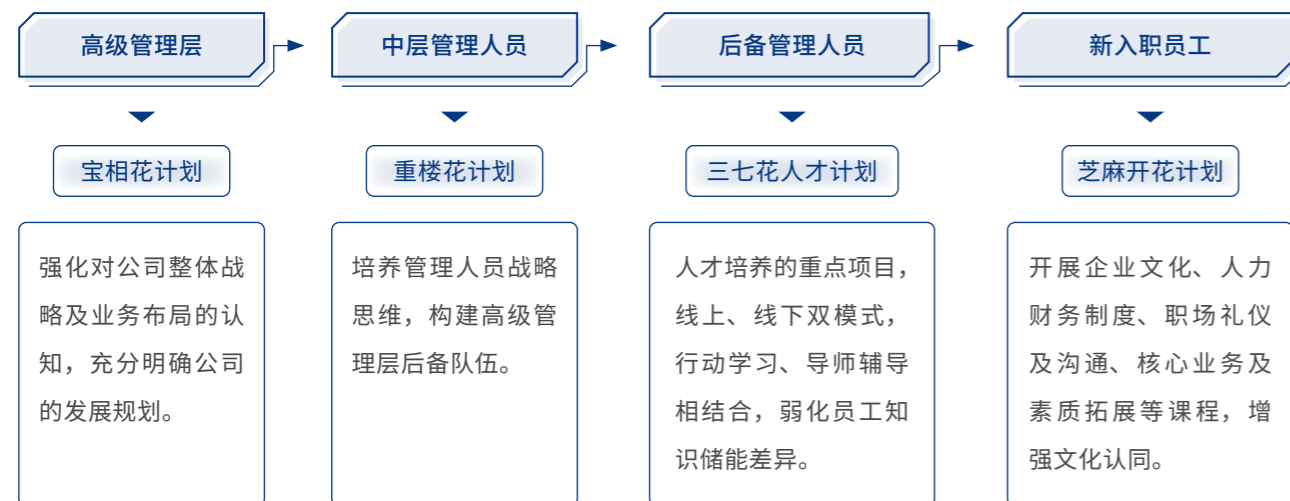 高级管理层
中层管理人员
后备管理人员
新入职员工
宝相花计划
重楼花计划
三七花人才计划
芝麻开花计划
强化对公司整体战
略及业务布局的认
知，充分明确公司
的发展规划。
培养管理人员战略
思维，构建高级管
理层后备队伍。
人才培养的重点项目，
线上、线下双模式，
行动学习、导师辅导
相结合，弱化员工知
识储能差异。
开展企业文化、人力
财务制度、职场礼仪
及沟通、核心业务及
素质拓展等课程，增
强文化认同。